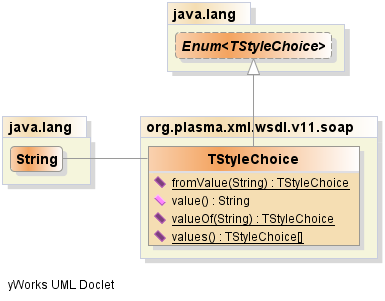 java.lang
Enum<TStyleChoice>
java.lang
String
org.plasma.xml.wsdl.v11.soap
TStyleChoice
fromValue(String) : TStyleChoice
value() : String
valueOf(String) : TStyleChoice
values() : TStyleChoice[]
yWorks UML Doclet